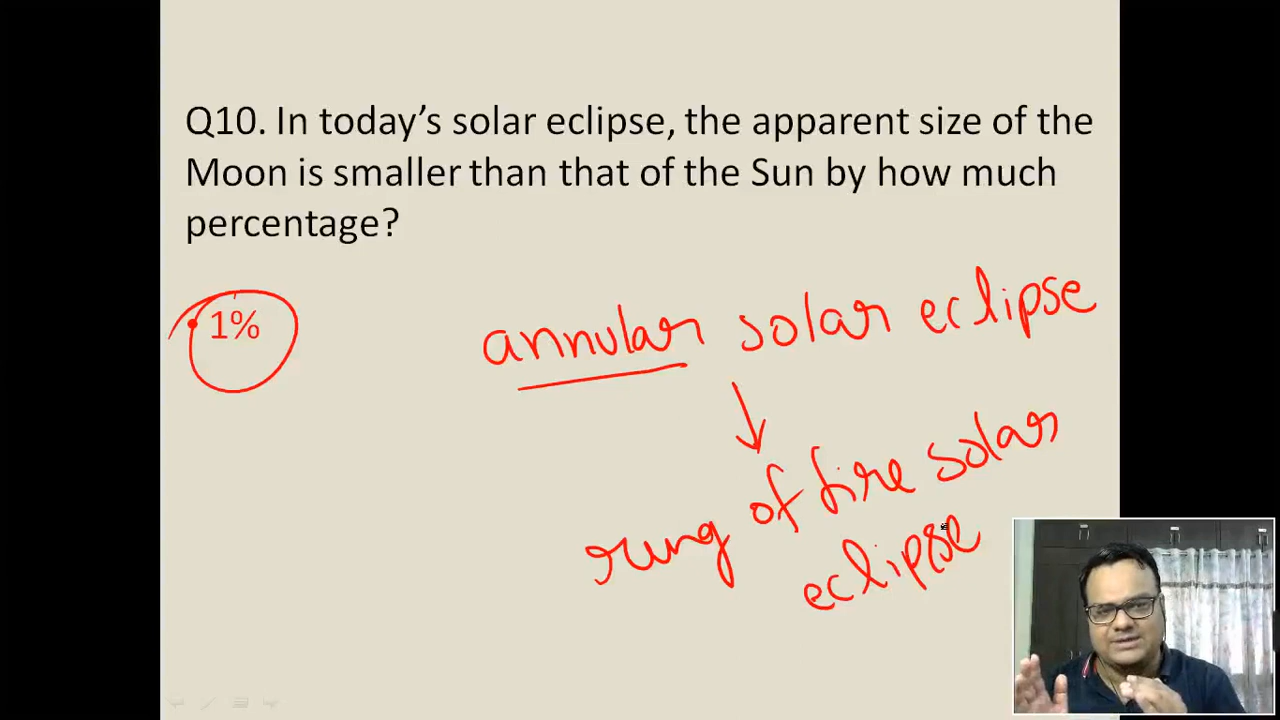 Q10. In today’s solar eclipse, the apparent size of the
Moon is smaller than that of the Sun by how much
percentage?
• 1%
annular solar eclipse
ring of fire solar
eclipse